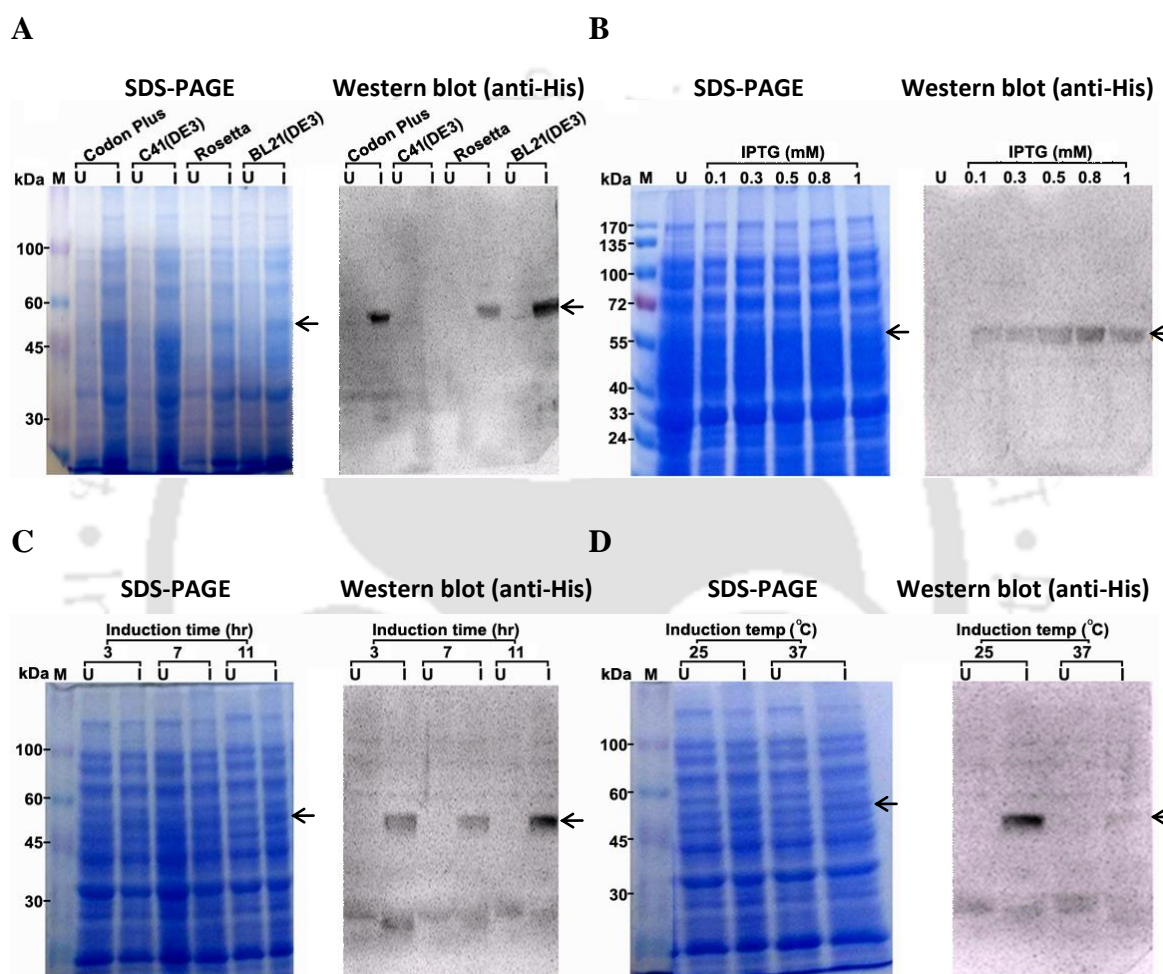 A
SDS-PAGE Western blot (anti-His)
Codon Plus C41(DE3) Rosetta BL21(DE3) Codon Plus C41(DE3) Rosetta BL21(DE3)
kDa M U I U I U I U I U I U I U I U I
100
60
45
30
B
SDS-PAGE Western blot (anti-His)
IPTG (mM) IPTG (mM)
kDa M U 0.1 0.3 0.5 0.8 1 U 0.1 0.3 0.5 0.8 1
170
135
100
72
55
40
33
24
C
SDS-PAGE Western blot (anti-His)
Induction time (hr) Induction time (hr)
3 7 11 3 7 11
kDa M U I U I U I U I U I U I
100
60
45
30
D
SDS-PAGE Western blot (anti-His)
Induction temp (°C) Induction temp (°C)
25 37 25 37
kDa M U I U I U I U I
100
60
45
30